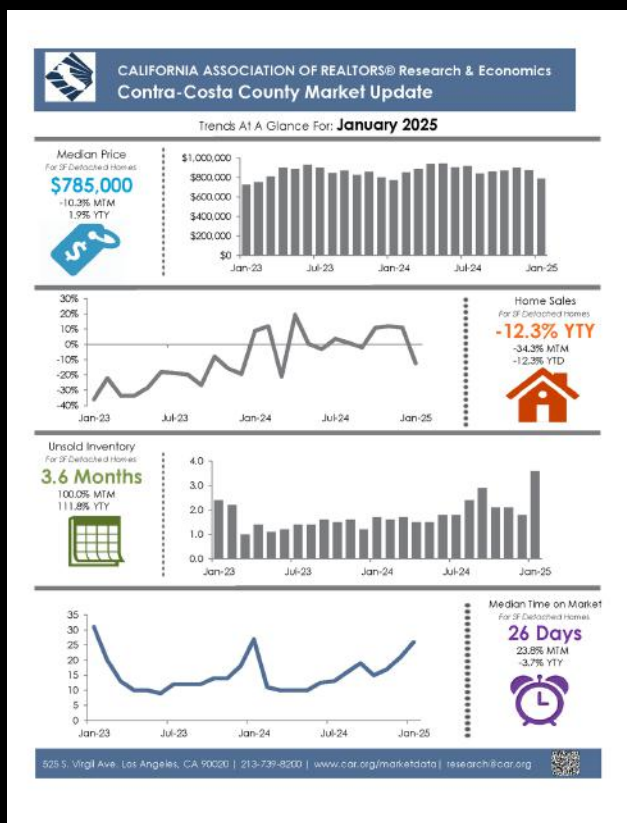 CALIFORNIA ASSOCIATION OF REALTORS® Research & Economics
Contra-Costa County Market Update
Trends At A Glance For: January 2025
Median Price
For SF Detached Homes
$785,000
-10.3% MTM
1.9% YTY
$1,000,000
$800,000
$600,000
$400,000
$200,000
$0
Jan-23 Jul-23 Jan-24 Jul-24 Jan-25
30%
20%
10%
0%
-10%
-20%
-30%
-40%
Jan-23 Jul-23 Jan-24 Jul-24 Jan-25
Home Sales
For SF Detached Homes
-12.3% YTY
-34.3% MTM
-12.3% YTD
Unsold Inventory
For SF Detached Homes
3.6 Months
100.0% MTM
111.8% YTY
4.0
3.0
2.0
1.0
0.0
Jan-23 Jul-23 Jan-24 Jul-24 Jan-25
35
30
25
20
15
10
5
0
Jan-23 Jul-23 Jan-24 Jul-24 Jan-25
Median Time on Market
For SF Detached Homes
26 Days
23.8% MTM
-3.7% YTY
525 S. Virgil Ave. Los Angeles, CA 90020 | 213-739-8200 | www.car.org/marketdata| research@car.org